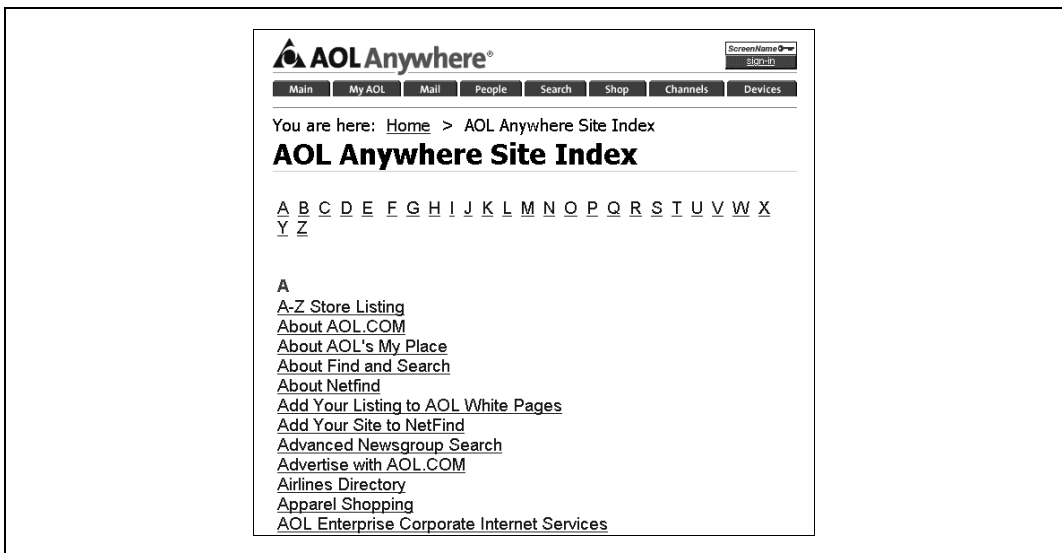 AOL Anywhere®
ScreenName
sign-in
Main My AOL Mail People Search Shop Channels Devices
You are here: Home > AOL Anywhere Site Index
AOL Anywhere Site Index
A B C D E F G H I J K L M N O P Q R S T U V W X
Y Z
A
A-Z Store Listing
About AOL.COM
About AOL's My Place
About Find and Search
About Netfind
Add Your Listing to AOL White Pages
Add Your Site to NetFind
Advanced Newsgroup Search
Advertise with AOL.COM
Airlines Directory
Apparel Shopping
AOL Enterprise Corporate Internet Services